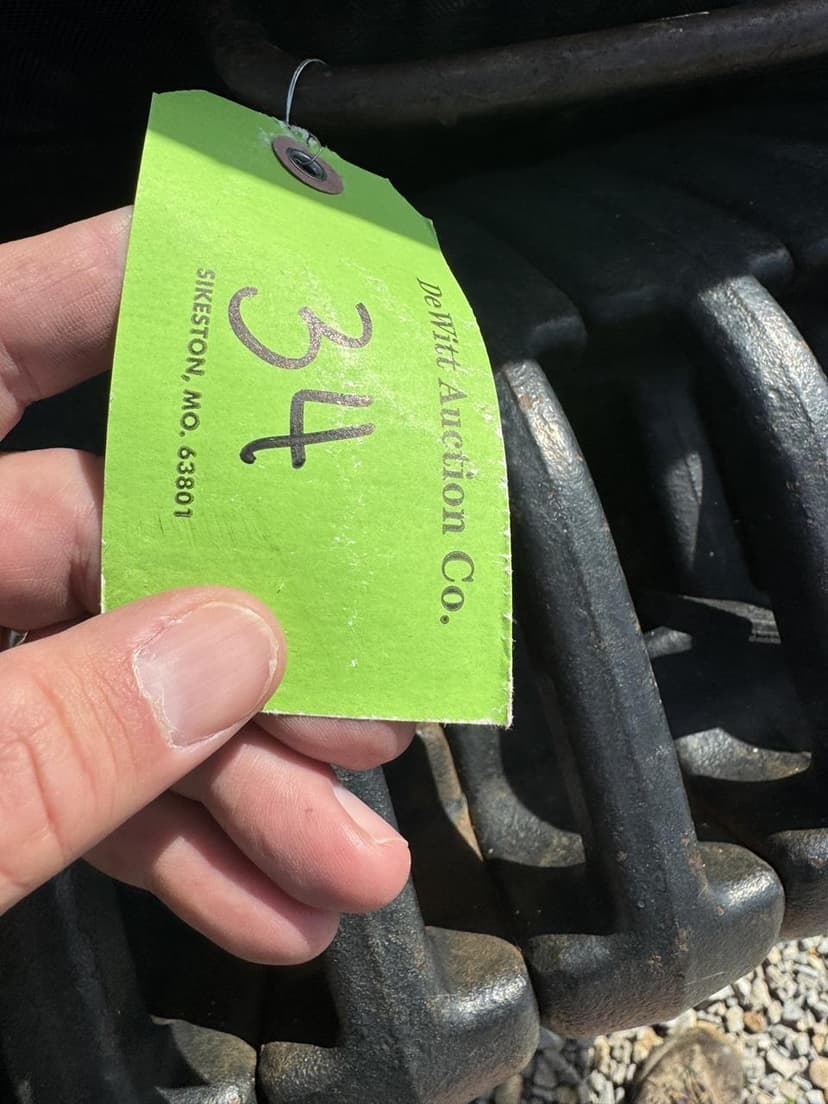 DeWitt Auction Co.
34
SIKESTON, MO. 63801